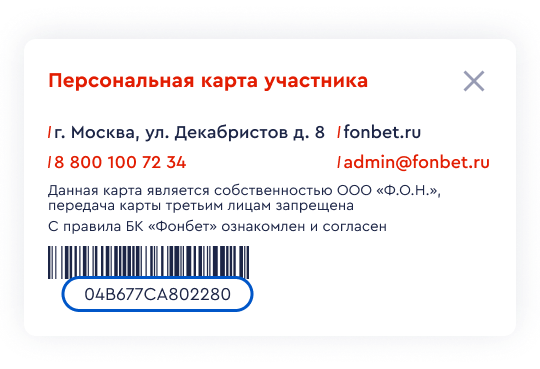 Персональная карта участника
г. Москва, ул. Декабристов д. 8
fonbet.ru
8 800 100 72 34
admin@fonbet.ru
Данная карта является собственностью ООО «Ф.О.Н.»,
передача карты третьим лицам запрещена
С правила БК «Фонбет» ознакомлен и согласен
04B677CA802280